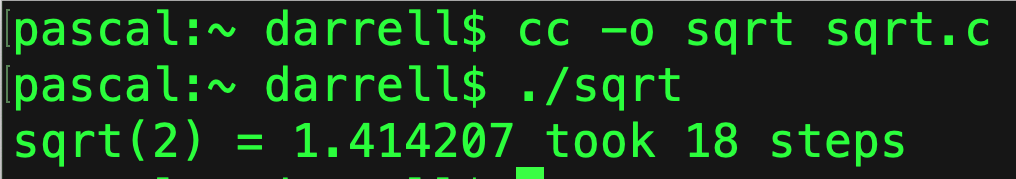 pascal:~ darrell$ cc -o sqrt sqrt.c
pascal:~ darrell$ ./sqrt
sqrt(2) = 1.414207 took 18 steps